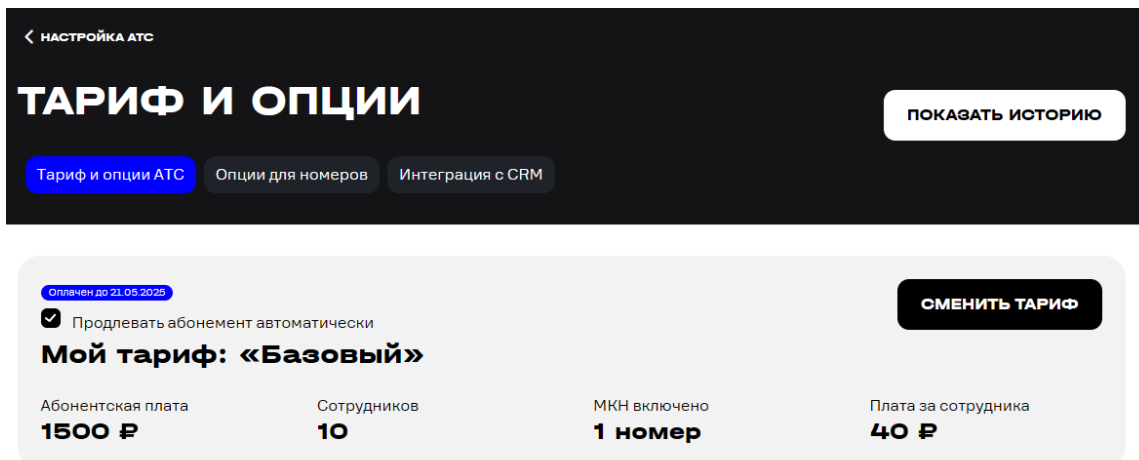 НАСТРОЙКА АТС
ТАРИФ И ОПЦИИ
ПОКАЗАТЬ ИСТОРИЮ
Тариф и опции АТС Опции для номеров Интеграция с CRM
Оплачен до 21.05.2025
СМЕНИТЬ ТАРИФ
Продлевать абонемент автоматически
Мой тариф: «Базовый»
Абонентская плата Сотрудников МКН включено Плата за сотрудника
1500 ₽ 10 1 номер 40 ₽